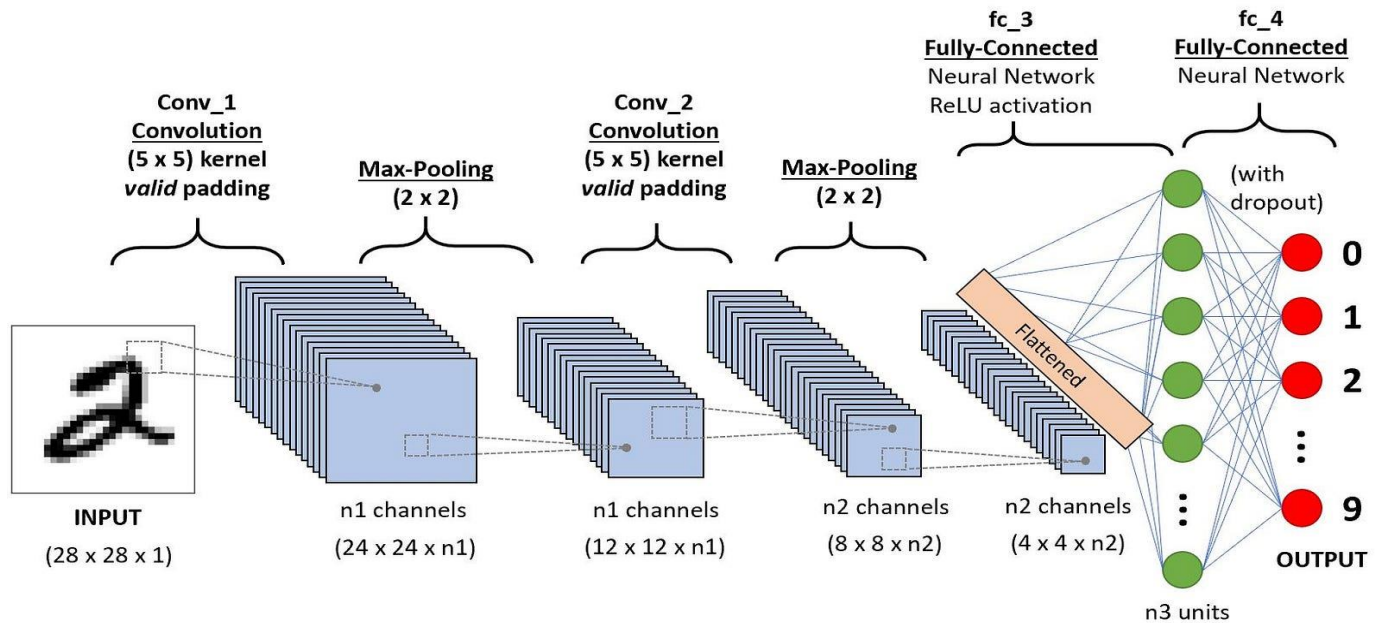 Conv_1
Convolution
(5 x 5) kernel
valid padding
Max-Pooling
(2 x 2)
Conv_2
Convolution
(5 x 5) kernel
valid padding
Max-Pooling
(2 x 2)
fc_3
Fully-Connected
Neural Network
ReLU activation
fc_4
Fully-Connected
Neural Network
(with
dropout)
Flattened
0
1
2
...
9
...
INPUT
(28 x 28 x 1)
n1 channels
(24 x 24 x n1)
n1 channels
(12 x 12 x n1)
n2 channels
(8 x 8 x n2)
n2 channels
(4 x 4 x n2)
n3 units
OUTPUT
2